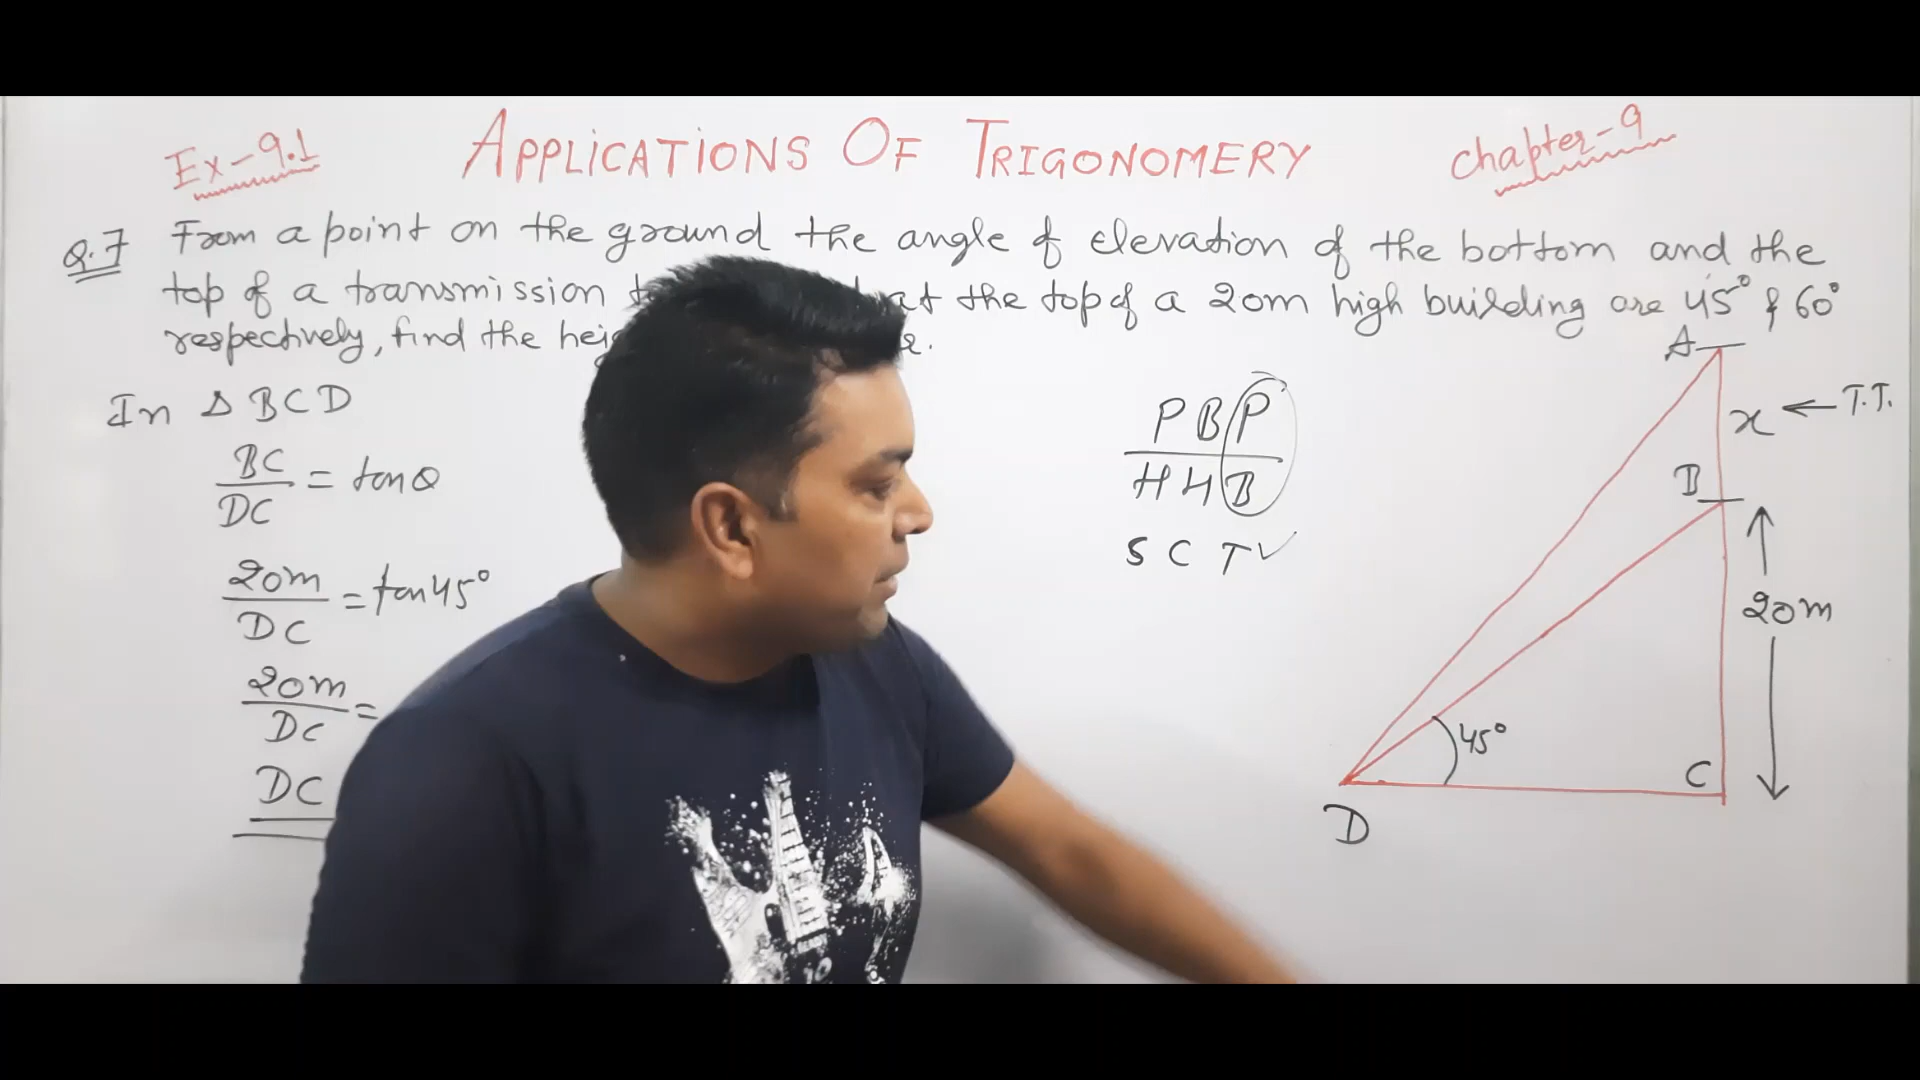 Ex-9.1 APPLiCATiONS OF TRIGONOMERY Chapter-9
Q.7 From a point on the ground the angle of elevation of the bottom and the
top of a transmission at the top of a 20m high building are 45° & 60°
respectively, find the
In Δ BCD
BC/DC = tanθ
20m/DC = tan45°
20m/DC =
DC
P B P
H H B
S C T ✓
A
x ← T.T.
B
20m
45°
C
D